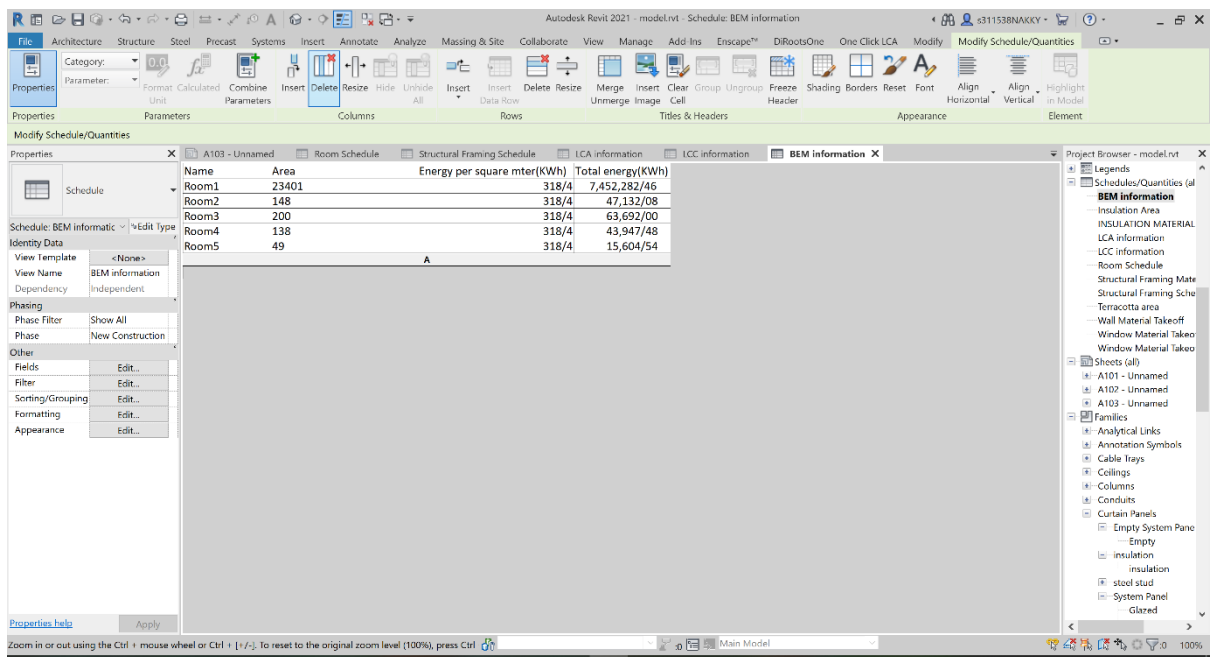 Autodesk Revit 2021 - model.rvt - Schedule: BEM information
s311538NAKKY
File Architecture Structure Steel Precast Systems Insert Annotate Analyze Massing & Site Collaborate View Manage Add-Ins Enscape™ DiRootsOne One Click LCA Modify Modify Schedule/Quantities
Category:
Parameter:
Properties Format Unit Calculated Combine Parameters Insert Delete Resize Hide Unhide All Insert Insert Data Row Delete Resize Merge Unmerge Insert Image Clear Cell Group Ungroup Freeze Header Shading Borders Reset Font Align Horizontal Align Vertical Highlight in Model
Properties Parameters Columns Rows Titles & Headers Appearance Element
Modify Schedule/Quantities
Properties X
A103 - Unnamed Room Schedule Structural Framing Schedule LCA information LCC information BEM information X
Schedule
Schedule: BEM informatic Edit Type
Identity Data
View Template <None>
View Name BEM information
Dependency Independent
Phasing
Phase Filter Show All
Phase New Construction
Other
Fields Edit...
Filter Edit...
Sorting/Grouping Edit...
Formatting Edit...
Appearance Edit...
Properties help Apply
Name Area Energy per square mter(KWh) Total energy(KWh)
Room1 23401 318/4 7,452,282/46
Room2 148 318/4 47,132/08
Room3 200 318/4 63,692/00
Room4 138 318/4 43,947/48
Room5 49 318/4 15,604/54
A
Project Browser - model.rvt X
Legends
Schedules/Quantities (al
BEM information
Insulation Area
INSULATION MATERIAL
LCA information
LCC information
Room Schedule
Structural Framing Mate
Structural Framing Sche
Terracotta area
Wall Material Takeoff
Window Material Takeo
Window Material Takeo
Sheets (all)
A101 - Unnamed
A102 - Unnamed
A103 - Unnamed
Families
Analytical Links
Annotation Symbols
Cable Trays
Ceilings
Columns
Conduits
Curtain Panels
Empty System Pane
Empty
insulation
insulation
steel stud
System Panel
Glazed
Zoom in or out using the Ctrl + mouse wheel or Ctrl + [+/-]. To reset to the original zoom level (100%), press Ctrl :0 Main Model :0 100%